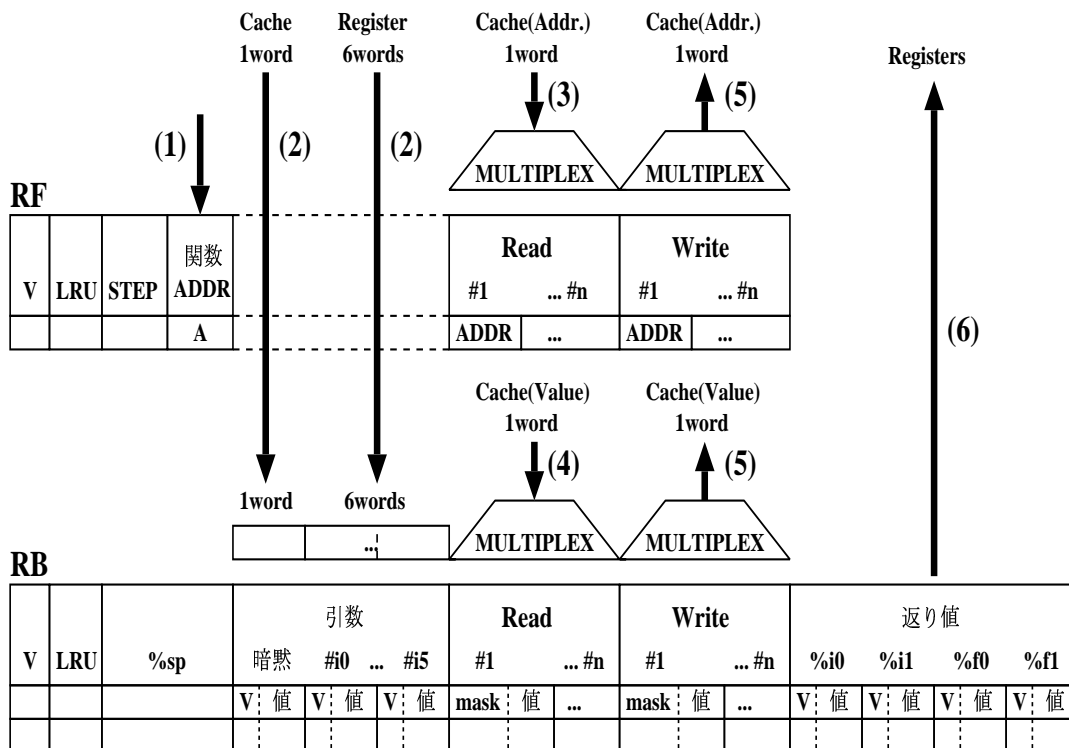 Cache Register Cache(Addr.) Cache(Addr.)
1word 6words 1word 1word Registers
(1) (2) (2) (3) (5)
MULTIPLEX MULTIPLEX
RF
関数 Read Write
V LRU STEP ADDR #1 ... #n #1 ... #n
A ADDR ... ADDR ...
(6)
Cache(Value) Cache(Value)
1word 1word
(4) (5)
1word 6words
... MULTIPLEX MULTIPLEX
RB
引数 Read Write 返り値
V LRU %sp 暗黙 #i0 ... #i5 #1 ... #n #1 ... #n %i0 %i1 %f0 %f1
V 値 V 値 V 値 mask 値 ... mask 値 ... V 値 V 値 V 値 V 値